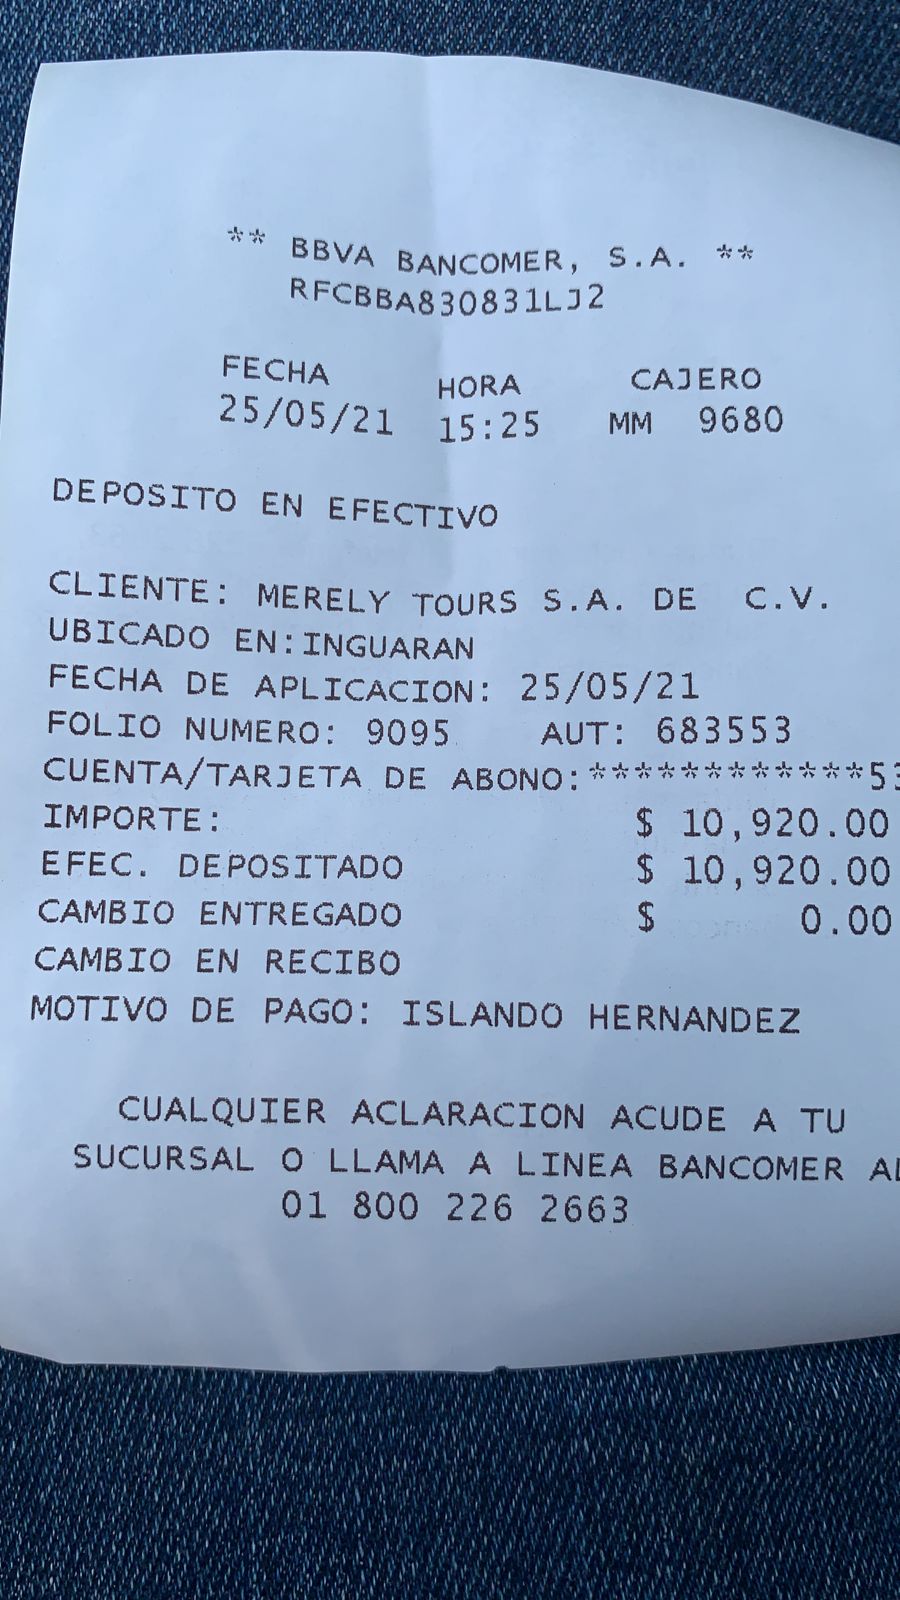 ** BBVA BANCOMER, S.A. **
RFCBBA830831LJ2
FECHA HORA CAJERO
25/05/21 15:25 MM 9680
DEPOSITO EN EFECTIVO
CLIENTE: MERELY TOURS S.A. DE C.V.
UBICADO EN:INGUARAN
FECHA DE APLICACION: 25/05/21
FOLIO NUMERO: 9095 AUT: 683553
CUENTA/TARJETA DE ABONO:************53
IMPORTE: $ 10,920.00
EFEC. DEPOSITADO $ 10,920.00
CAMBIO ENTREGADO $ 0.00
CAMBIO EN RECIBO
MOTIVO DE PAGO: ISLANDO HERNANDEZ
CUALQUIER ACLARACION ACUDE A TU
SUCURSAL O LLAMA A LINEA BANCOMER AL
01 800 226 2663